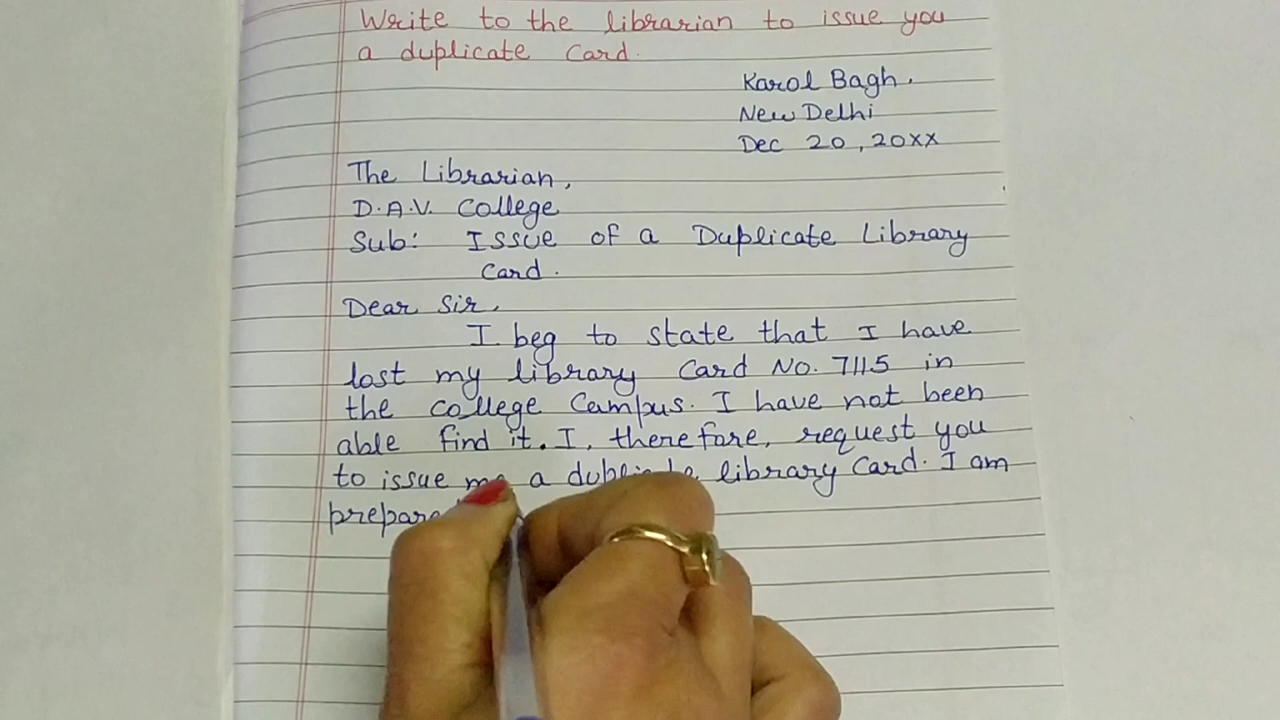 Write to the librarian to issue you
a duplicate Card.
Karol Bagh,
New Delhi
Dec 20, 20xx
The Librarian,
D.A.V. College
Sub: Issue of a Duplicate Library
Card.
Dear Sir,
I beg to state that I have
lost my library Card No. 7115 in
the college Campus. I have not been
able find it. I, therefore, request you
to issue me a library Card. I am